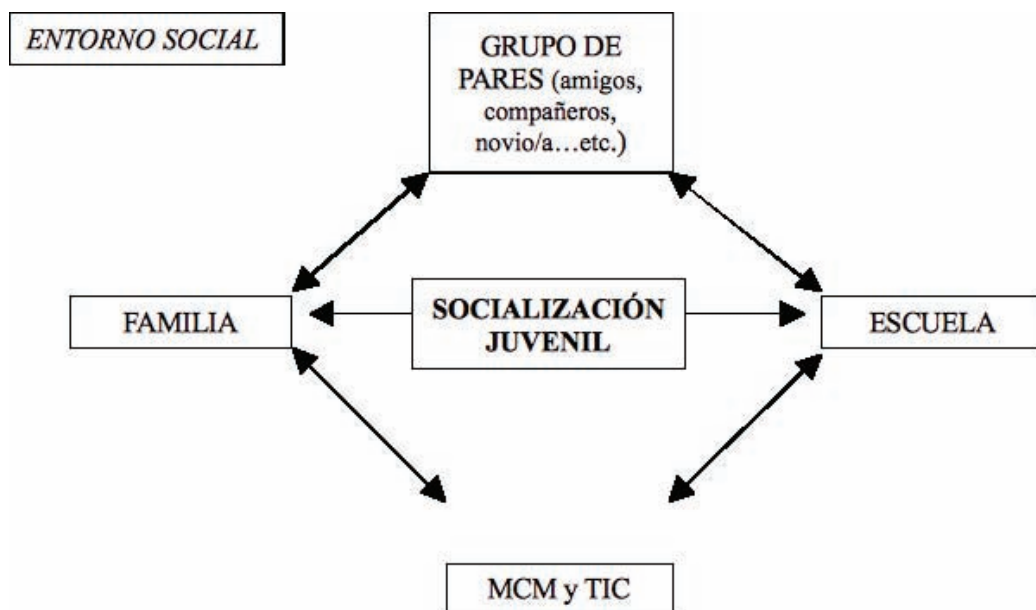 ENTORNO SOCIAL
GRUPO DE
PARES (amigos,
compañeros,
novio/a...etc.)
FAMILIA
SOCIALIZACIÓN
JUVENIL
ESCUELA
MCM y TIC